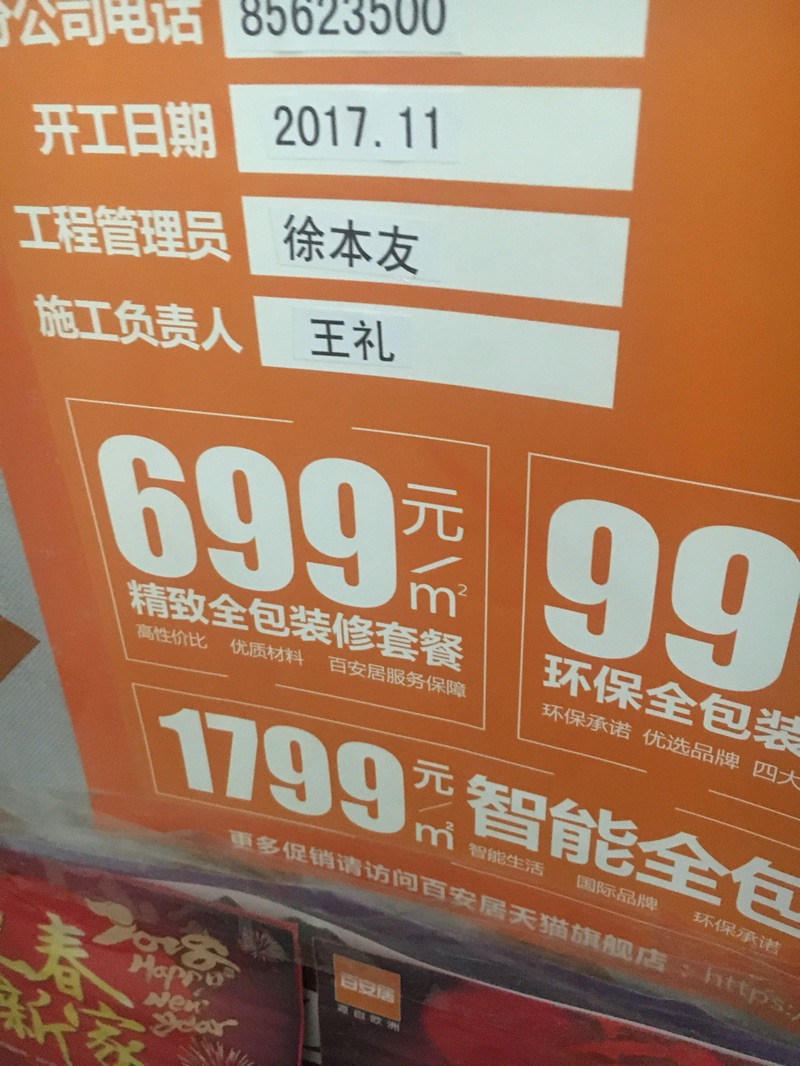 分公司电话 85623500
开工日期 2017.11
工程管理员 徐本友
施工负责人 王礼
699元/m²
精致全包装修套餐
高性价比 优质材料 百安居服务保障
99
环保全包装
环保承诺 优选品牌 四大
1799元/m² 智能全包
智能生活 国际品牌 环保承诺
更多促销请访问百安居天猫旗舰店：https:/
春 2018
新家 Happy
New
Year
百安居
源自欧洲